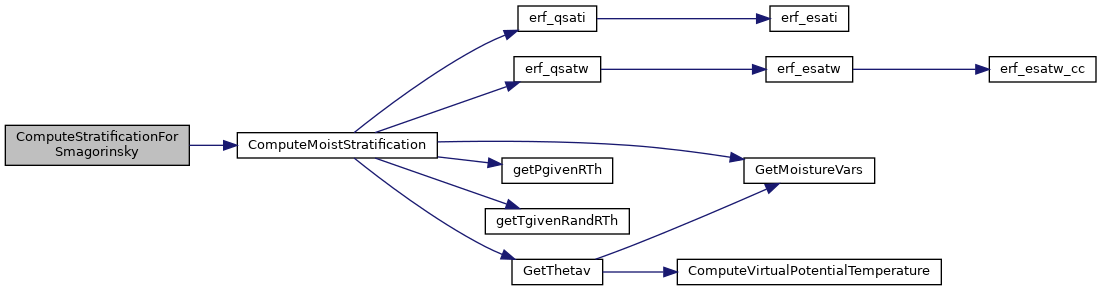 ComputeStratificationFor
Smagorinsky
ComputeMoistStratification
erf_qsati
erf_esati
erf_qsatw
erf_esatw
erf_esatw_cc
getPgivenRTh
GetMoistureVars
getTgivenRandRTh
GetThetav
ComputeVirtualPotentialTemperature